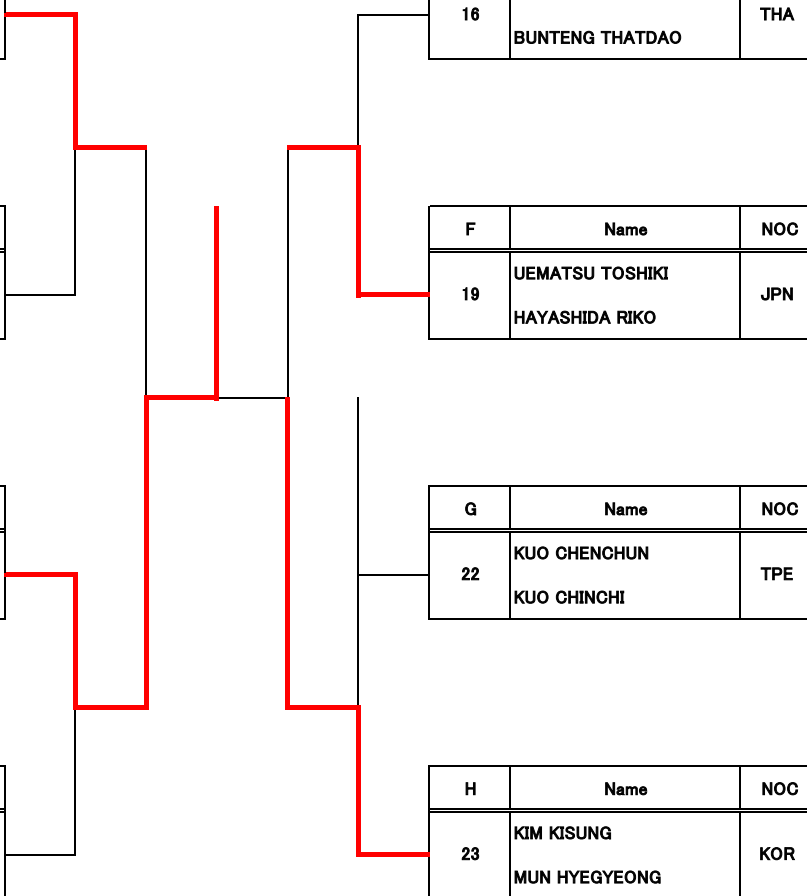 16 THA
BUNTENG THATDAO
F Name NOC
UEMATSU TOSHIKI
19 JPN
HAYASHIDA RIKO
G Name NOC
KUO CHENCHUN
22 TPE
KUO CHINCHI
H Name NOC
KIM KISUNG
23 KOR
MUN HYEGYEONG